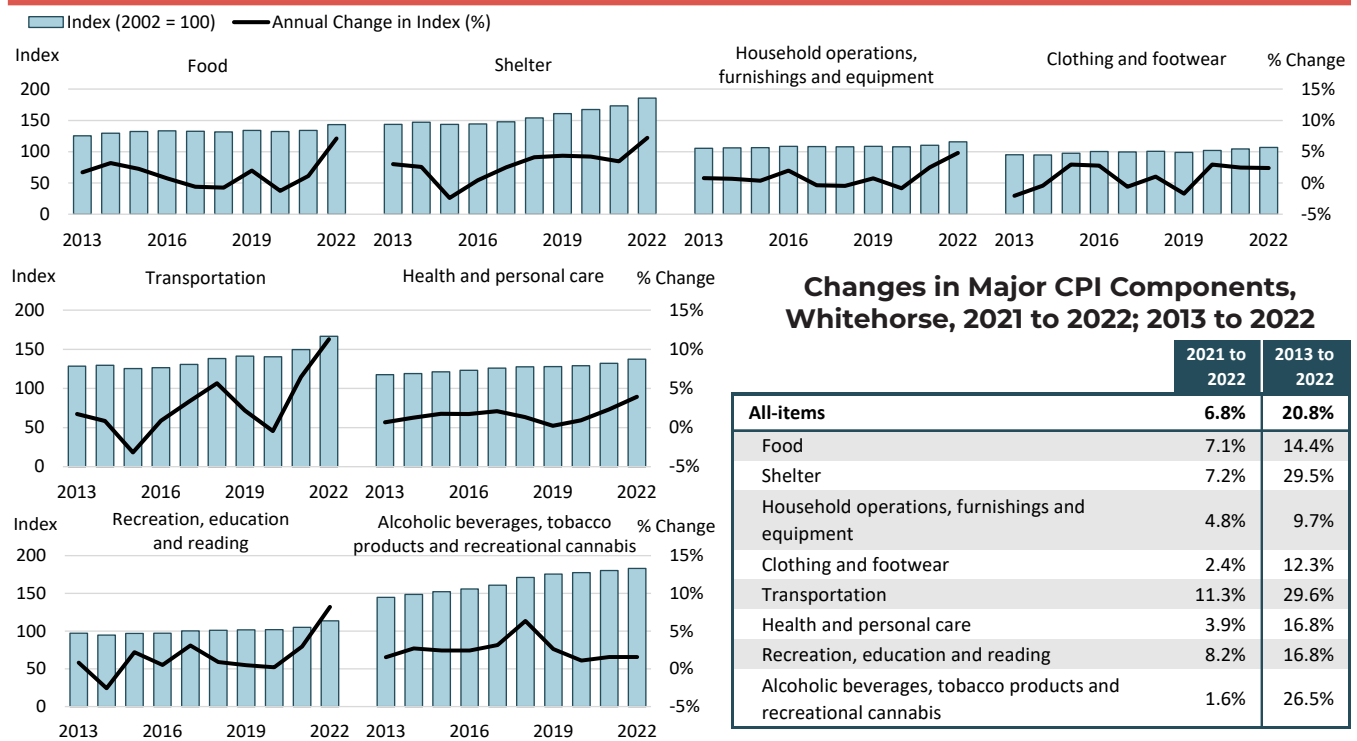 Index (2002 = 100) Annual Change in Index (%)
Index
Food
Shelter
Household operations,
furnishings and equipment
Clothing and footwear
% Change
200
150
100
50
0
15%
10%
5%
0%
-5%
2013 2016 2019 2022
2013 2016 2019 2022
2013 2016 2019 2022
2013 2016 2019 2022
Index
Transportation
Health and personal care
% Change
200
150
100
50
0
15%
10%
5%
0%
-5%
2013 2016 2019 2022
2013 2016 2019 2022
Index
Recreation, education
and reading
Alcoholic beverages, tobacco
products and recreational cannabis
% Change
200
150
100
50
0
15%
10%
5%
0%
-5%
2013 2016 2019 2022
2013 2016 2019 2022
Changes in Major CPI Components,
Whitehorse, 2021 to 2022; 2013 to 2022
2021 to 2013 to
2022 2022
All-items 6.8% 20.8%
Food 7.1% 14.4%
Shelter 7.2% 29.5%
Household operations, furnishings and
equipment 4.8% 9.7%
Clothing and footwear 2.4% 12.3%
Transportation 11.3% 29.6%
Health and personal care 3.9% 16.8%
Recreation, education and reading 8.2% 16.8%
Alcoholic beverages, tobacco products and
recreational cannabis 1.6% 26.5%